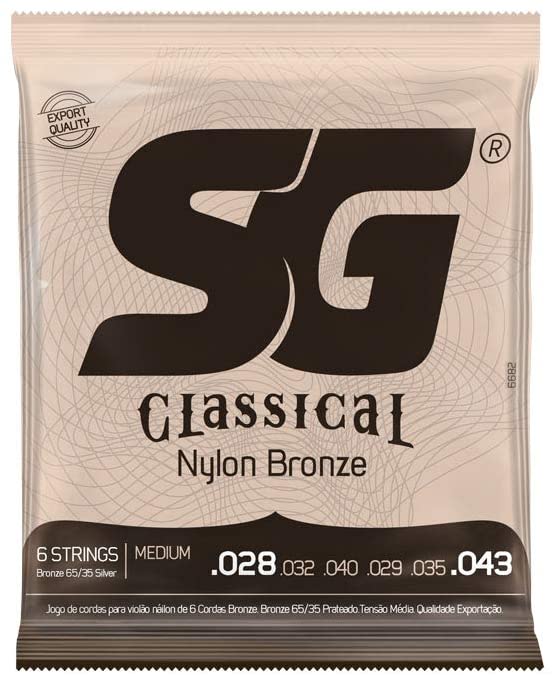 EXPORT
QUALITY
SG®
Classical
Nylon Bronze
6682
6 STRINGS | MEDIUM
Bronze 65/35 Silver
.028 .032 .040 .029 .035 .043
Jogo de cordas para violão náilon de 6 Cordas Bronze. Bronze 65/35 Prateado. Tensão Média. Qualidade Exportação.